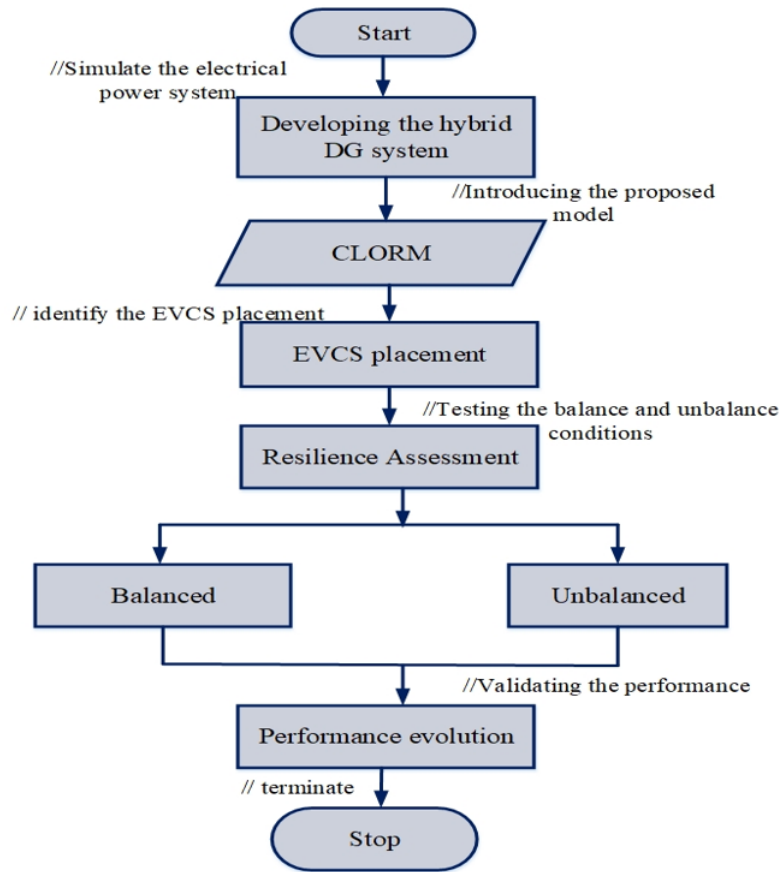 Start
//Simulate the electrical
power system
Developing the hybrid
DG system
//Introducing the proposed
model
CLORM
// identify the EVCS placement
EVCS placement
//Testing the balance and unbalance
conditions
Resilience Assessment
Balanced
Unbalanced
//Validating the performance
Performance evolution
// terminate
Stop